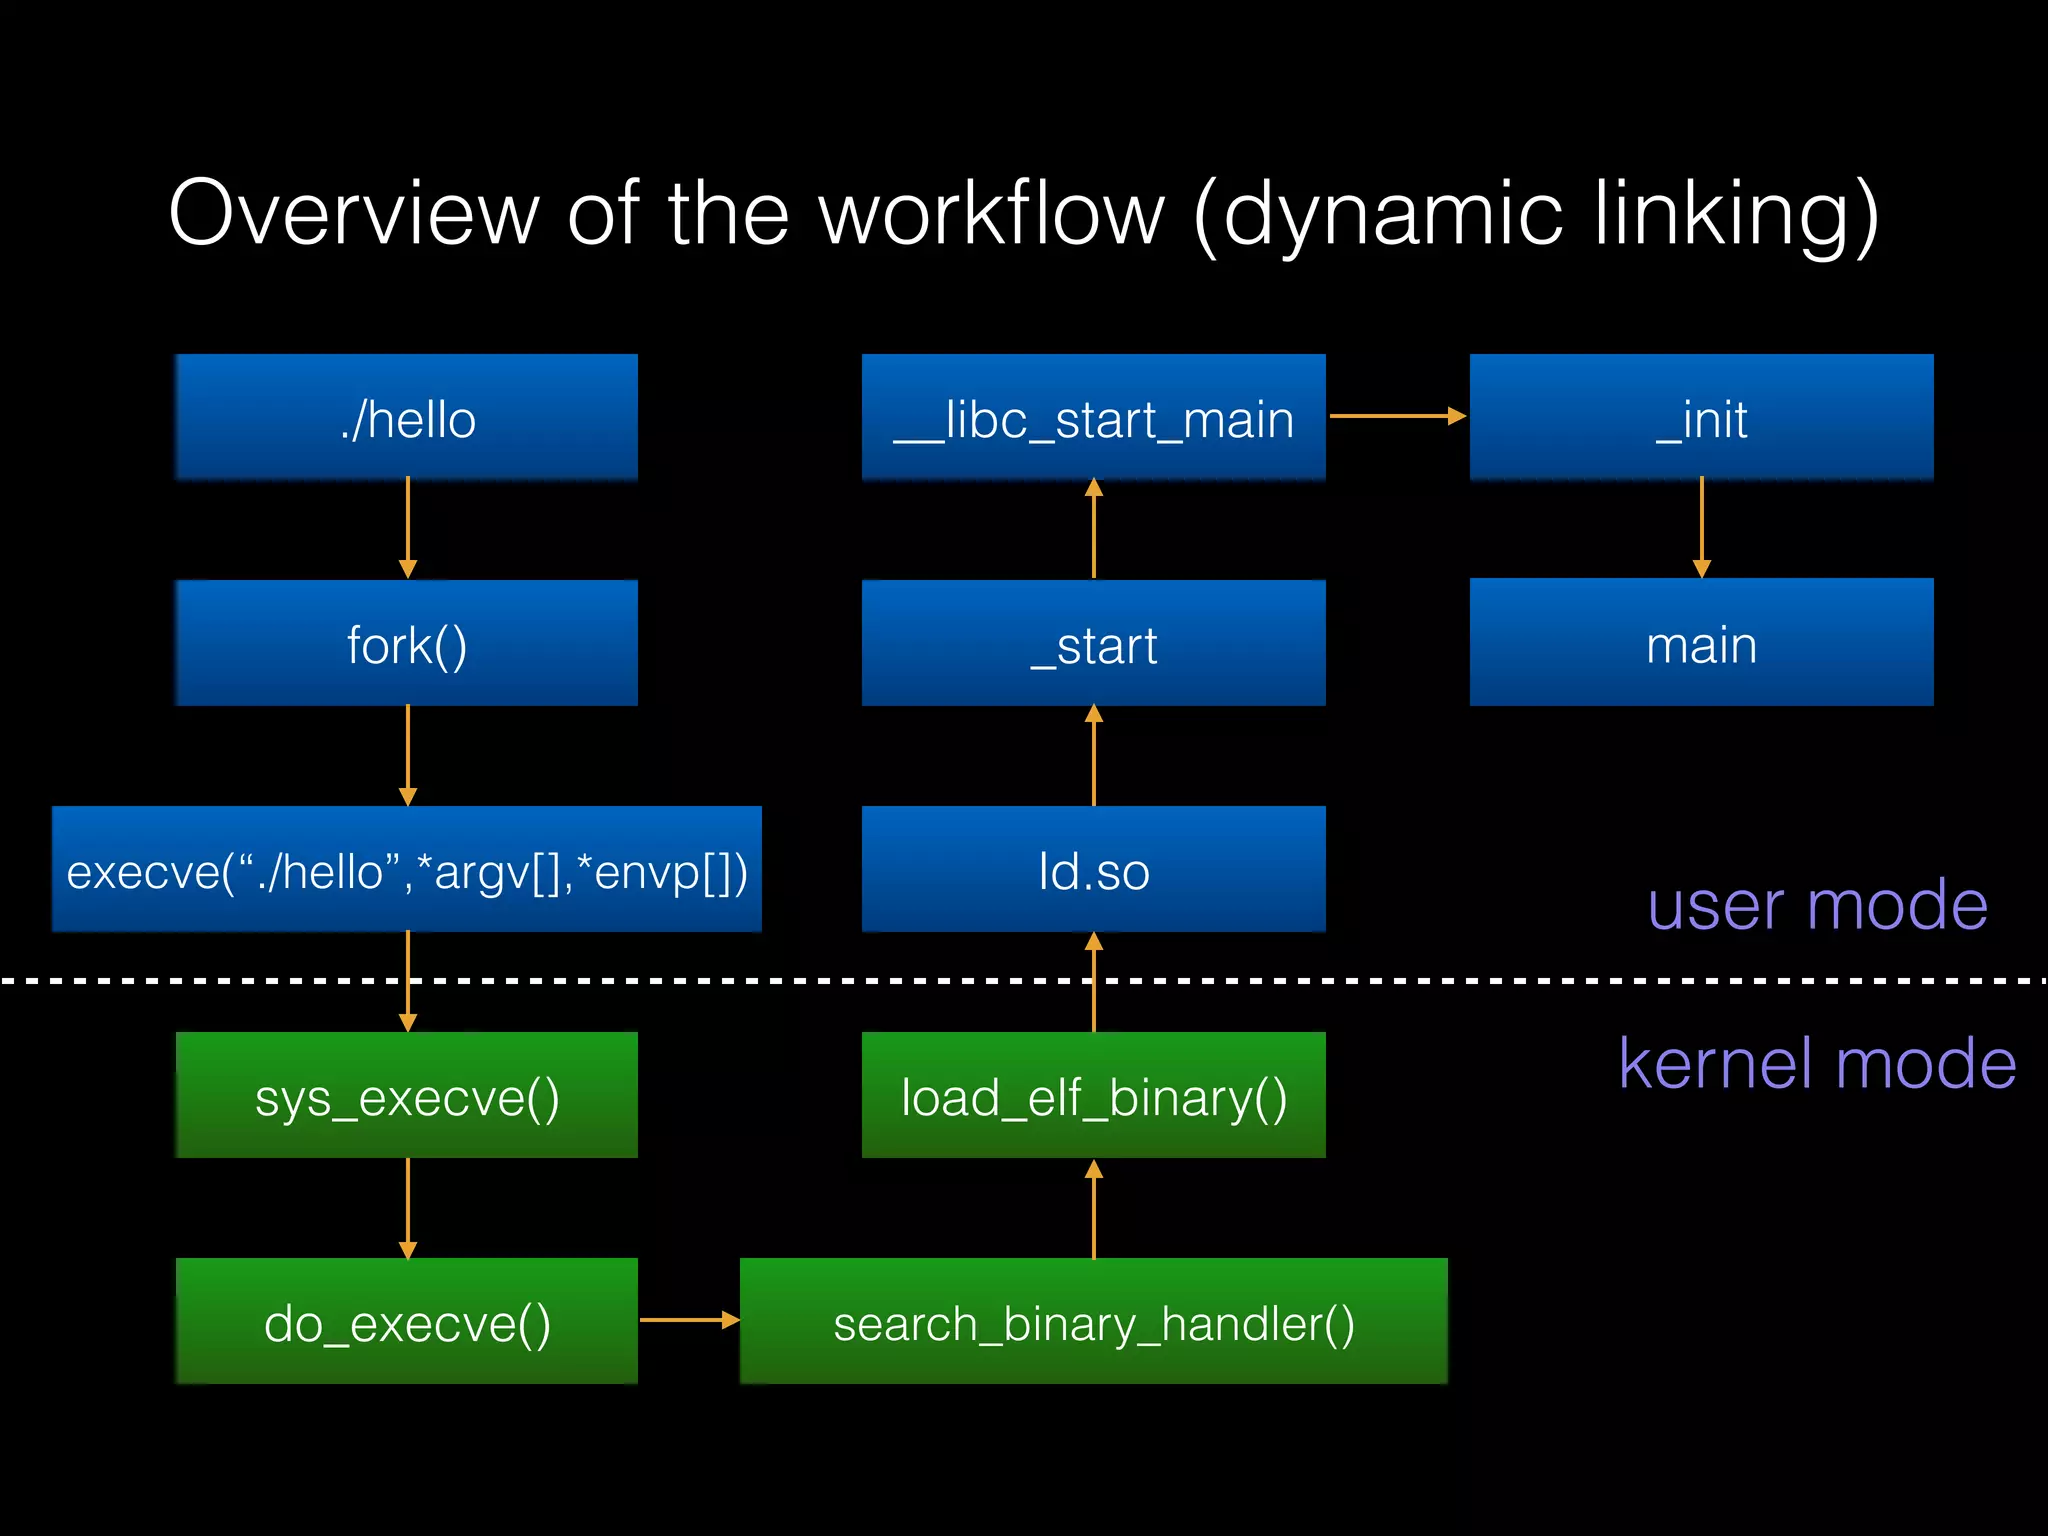 Overview of the workflow (dynamic linking)
./hello
fork()
execve(“./hello”,*argv[],*envp[])
sys_execve()
do_execve()
search_binary_handler()
load_elf_binary()
ld.so
_start
__libc_start_main
_init
main
user mode
kernel mode